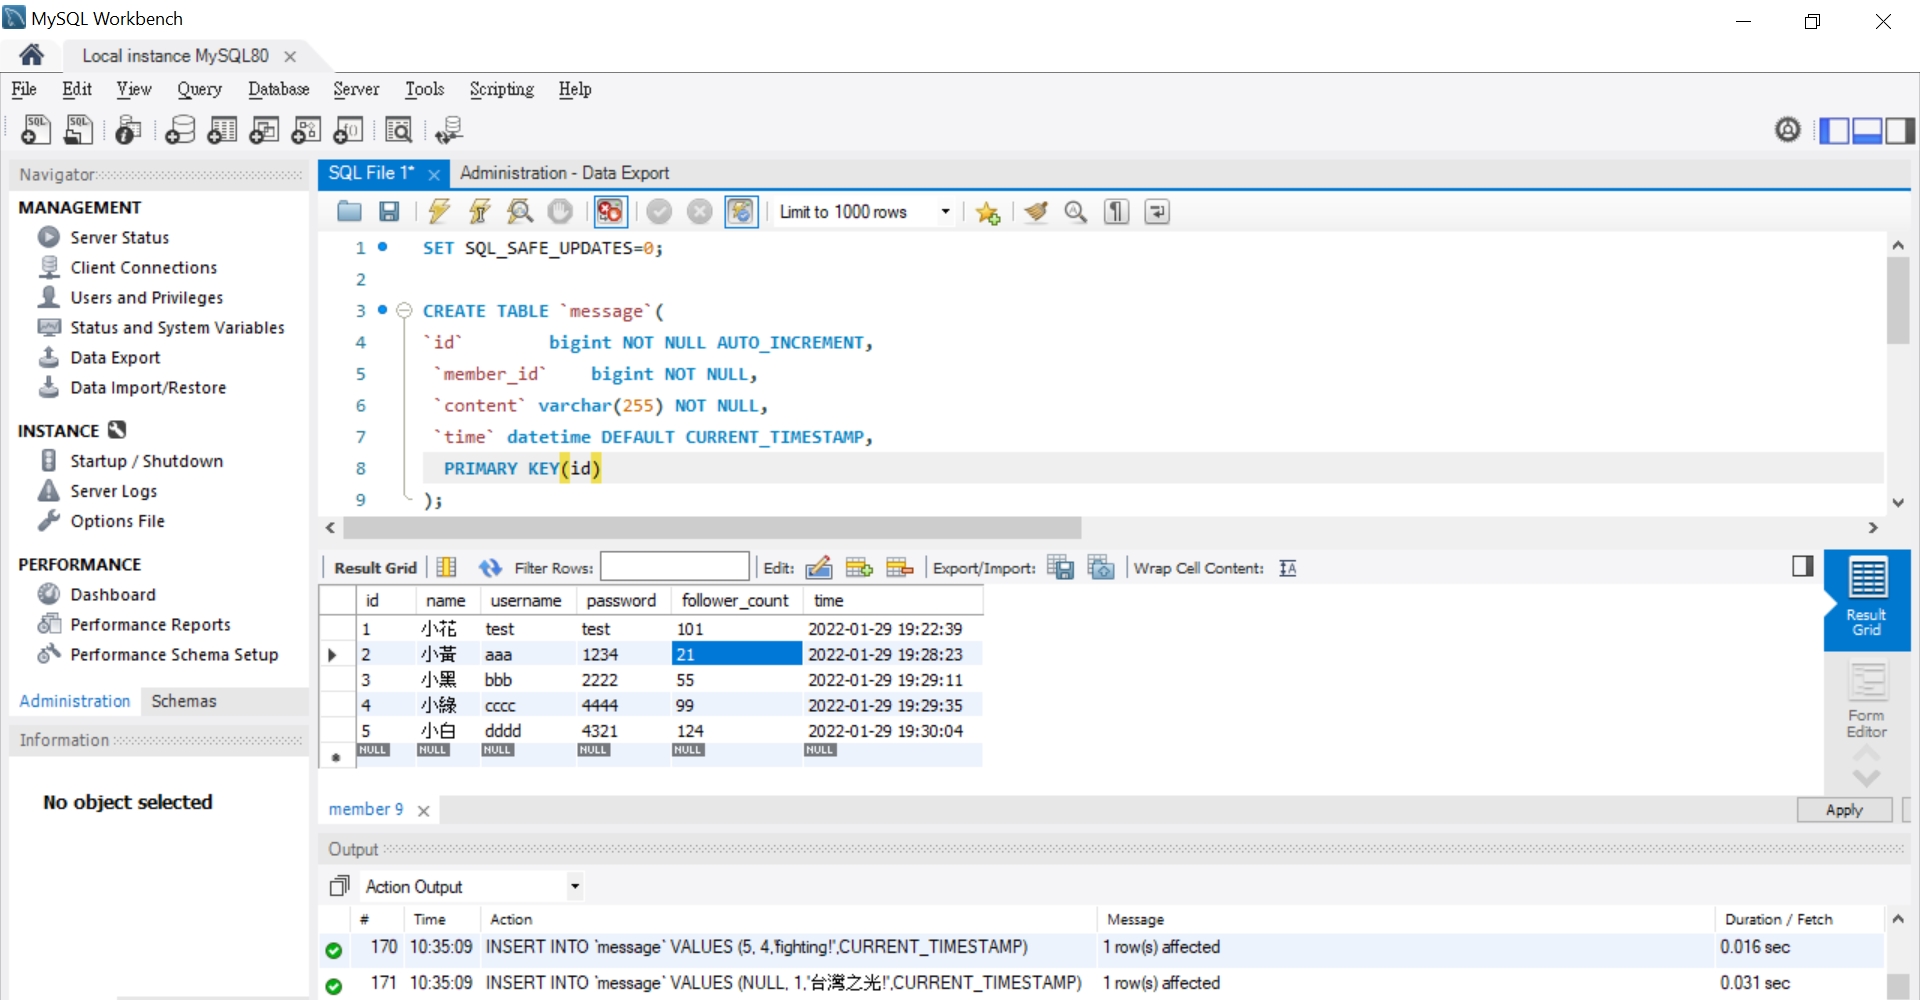 MySQL Workbench
Local instance MySQL80
File Edit View Query Database Server Tools Scripting Help
Navigator
MANAGEMENT
Server Status
Client Connections
Users and Privileges
Status and System Variables
Data Export
Data Import/Restore
INSTANCE
Startup / Shutdown
Server Logs
Options File
PERFORMANCE
Dashboard
Performance Reports
Performance Schema Setup
Administration Schemas
Information
No object selected
SQL File 1* Administration - Data Export
Limit to 1000 rows
1 SET SQL_SAFE_UPDATES=0;
2
3 CREATE TABLE `message`(
4 `id` bigint NOT NULL AUTO_INCREMENT,
5 `member_id` bigint NOT NULL,
6 `content` varchar(255) NOT NULL,
7 `time` datetime DEFAULT CURRENT_TIMESTAMP,
8 PRIMARY KEY(id)
9 );
Result Grid Filter Rows: Edit: Export/Import: Wrap Cell Content:
id name username password follower_count time
1 小花 test test 101 2022-01-29 19:22:39
2 小黃 aaa 1234 21 2022-01-29 19:28:23
3 小黑 bbb 2222 55 2022-01-29 19:29:11
4 小綠 cccc 4444 99 2022-01-29 19:29:35
5 小白 dddd 4321 124 2022-01-29 19:30:04
NULL NULL NULL NULL NULL NULL
Result
Grid
Form
Editor
member 9
Apply
Output
Action Output
# Time Action Message Duration / Fetch
170 10:35:09 INSERT INTO `message` VALUES (5, 4,'fighting!',CURRENT_TIMESTAMP) 1 row(s) affected 0.016 sec
171 10:35:09 INSERT INTO `message` VALUES (NULL, 1,'台灣之光!',CURRENT_TIMESTAMP) 1 row(s) affected 0.031 sec